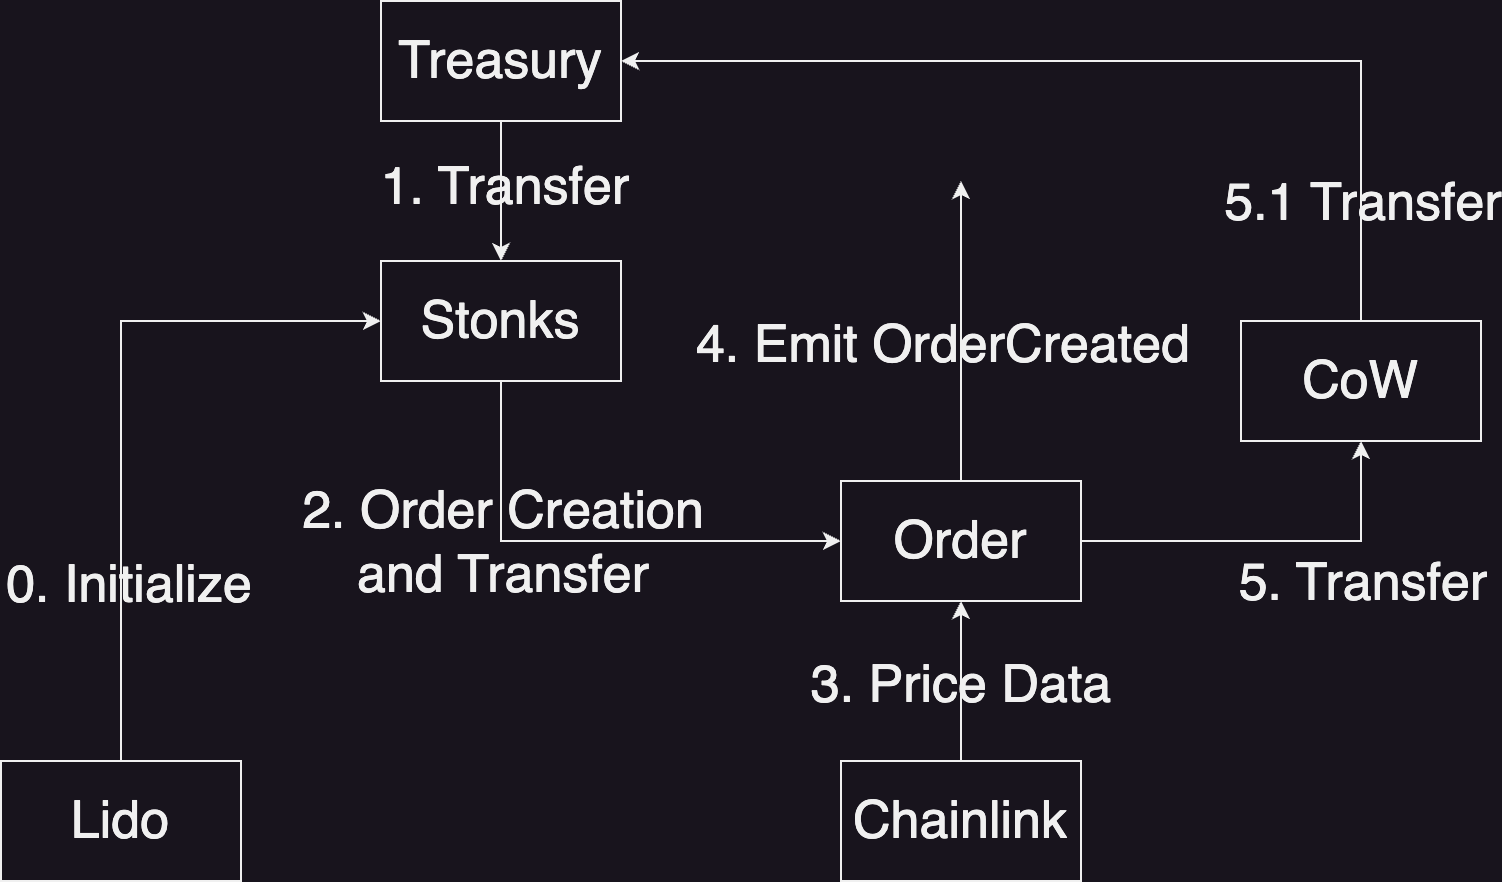 Treasury
1. Transfer
5.1 Transfer
Stonks
4. Emit OrderCreated
CoW
2. Order Creation
and Transfer
Order
0. Initialize
5. Transfer
3. Price Data
Lido
Chainlink